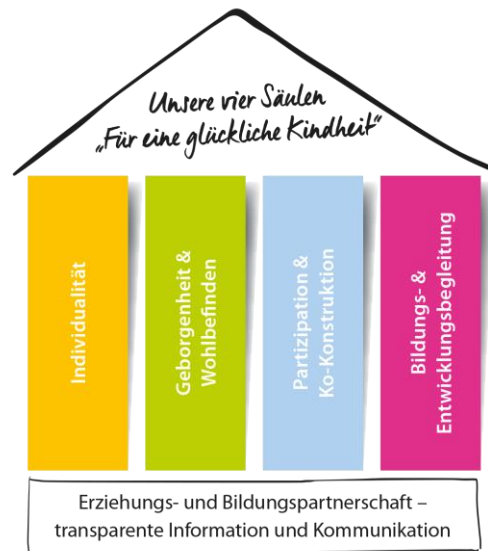 Unsere vier Säulen
„Für eine glückliche Kindheit“
Individualität
Geborgenheit &
Wohlbefinden
Partizipation &
Ko-Konstruktion
Bildungs- &
Entwicklungsbegleitung
Erziehungs- und Bildungspartnerschaft –
transparente Information und Kommunikation